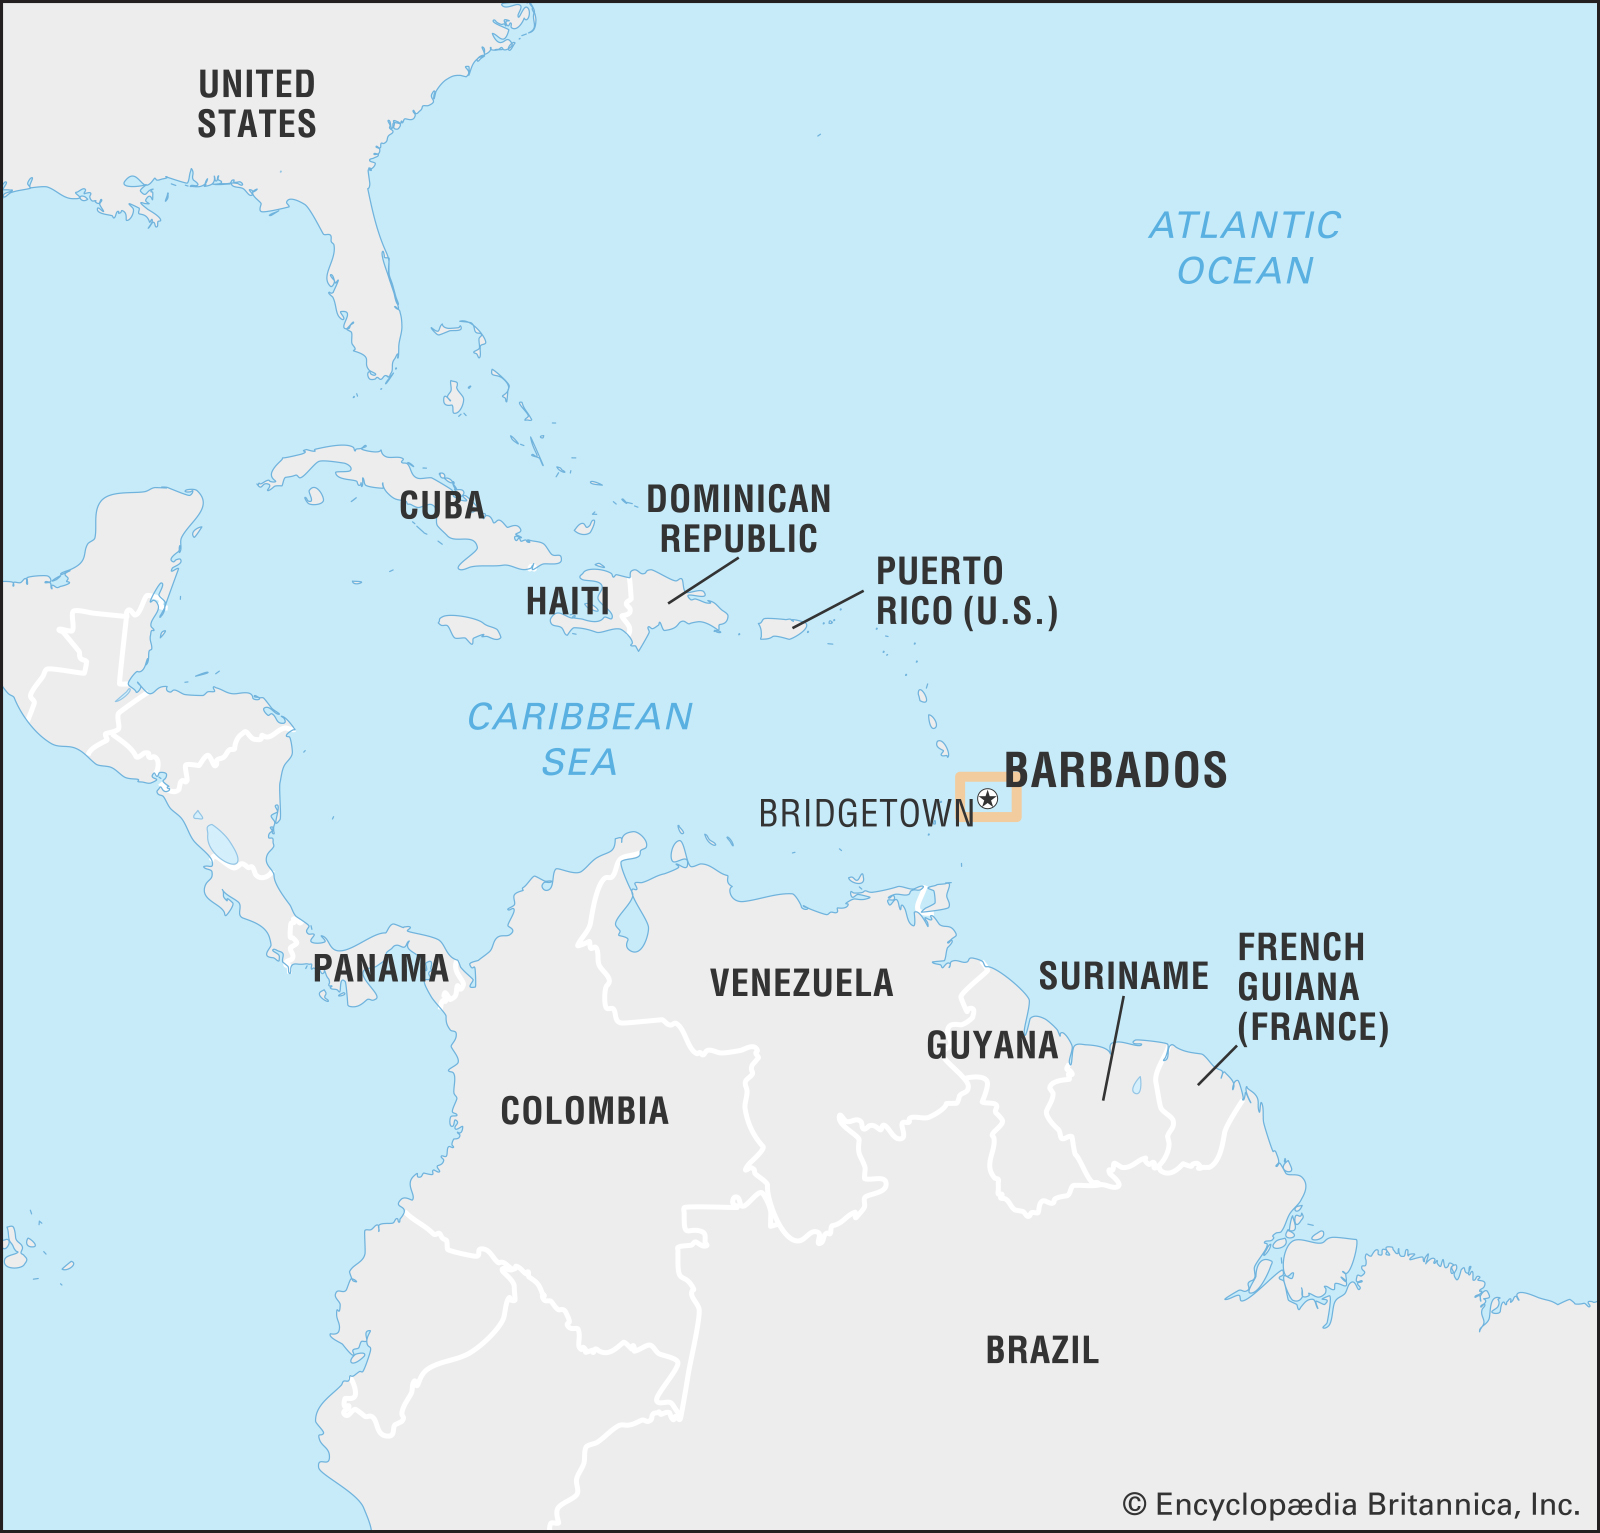 UNITED
STATES
ATLANTIC
OCEAN
CUBA
DOMINICAN
REPUBLIC
HAITI
PUERTO
RICO (U.S.)
CARIBBEAN
SEA
BARBADOS
BRIDGETOWN
PANAMA
VENEZUELA
SURINAME
FRENCH
GUIANA
(FRANCE)
GUYANA
COLOMBIA
BRAZIL
© Encyclopædia Britannica, Inc.